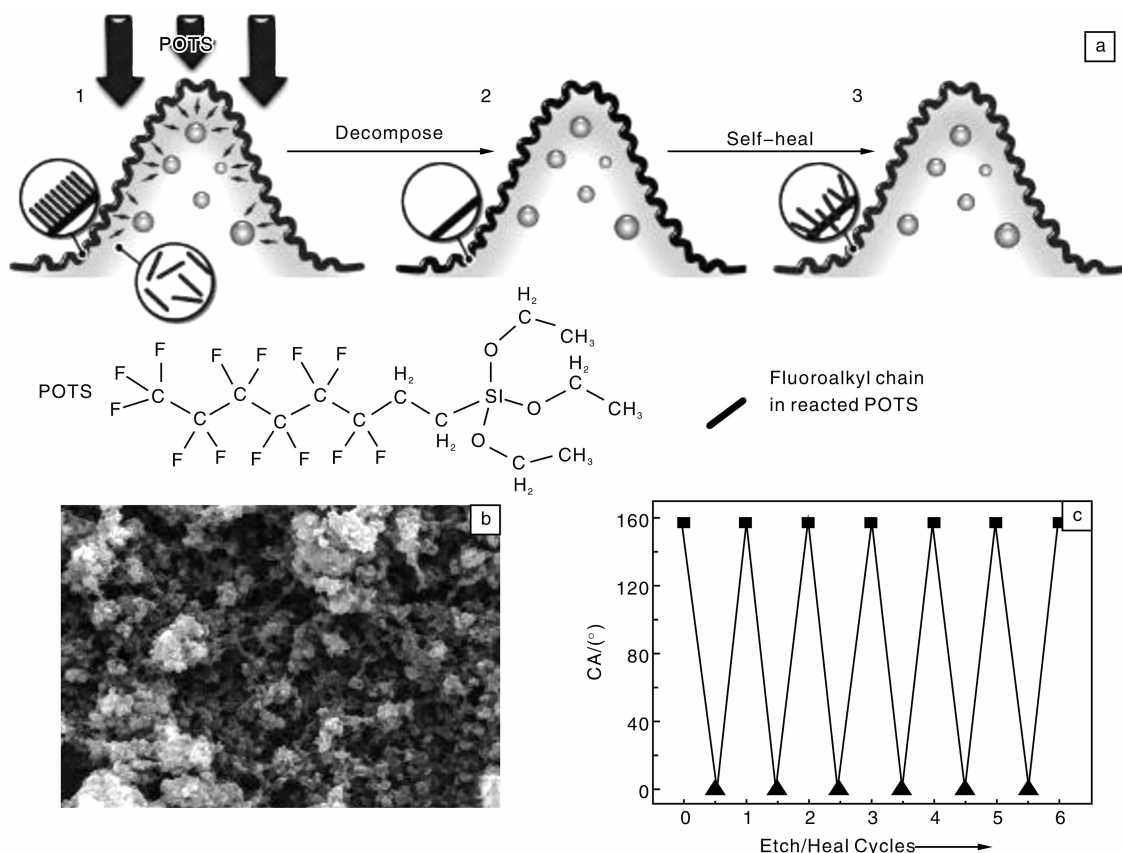 POTS
a
1
2
3
Decompose
Self-heal
POTS
F
F
F
F
F
F
F
F
F
F
F
F
F
C
C
C
C
C
C
H₂
C
C
H₂
Si
O
O
O
H₂
C
CH₃
H₂
C
CH₃
C
H₂
CH₃
Fluoroalkyl chain
in reacted POTS
b
c
CA/(°)
160
120
80
40
0
0 1 2 3 4 5 6
Etch/Heal Cycles